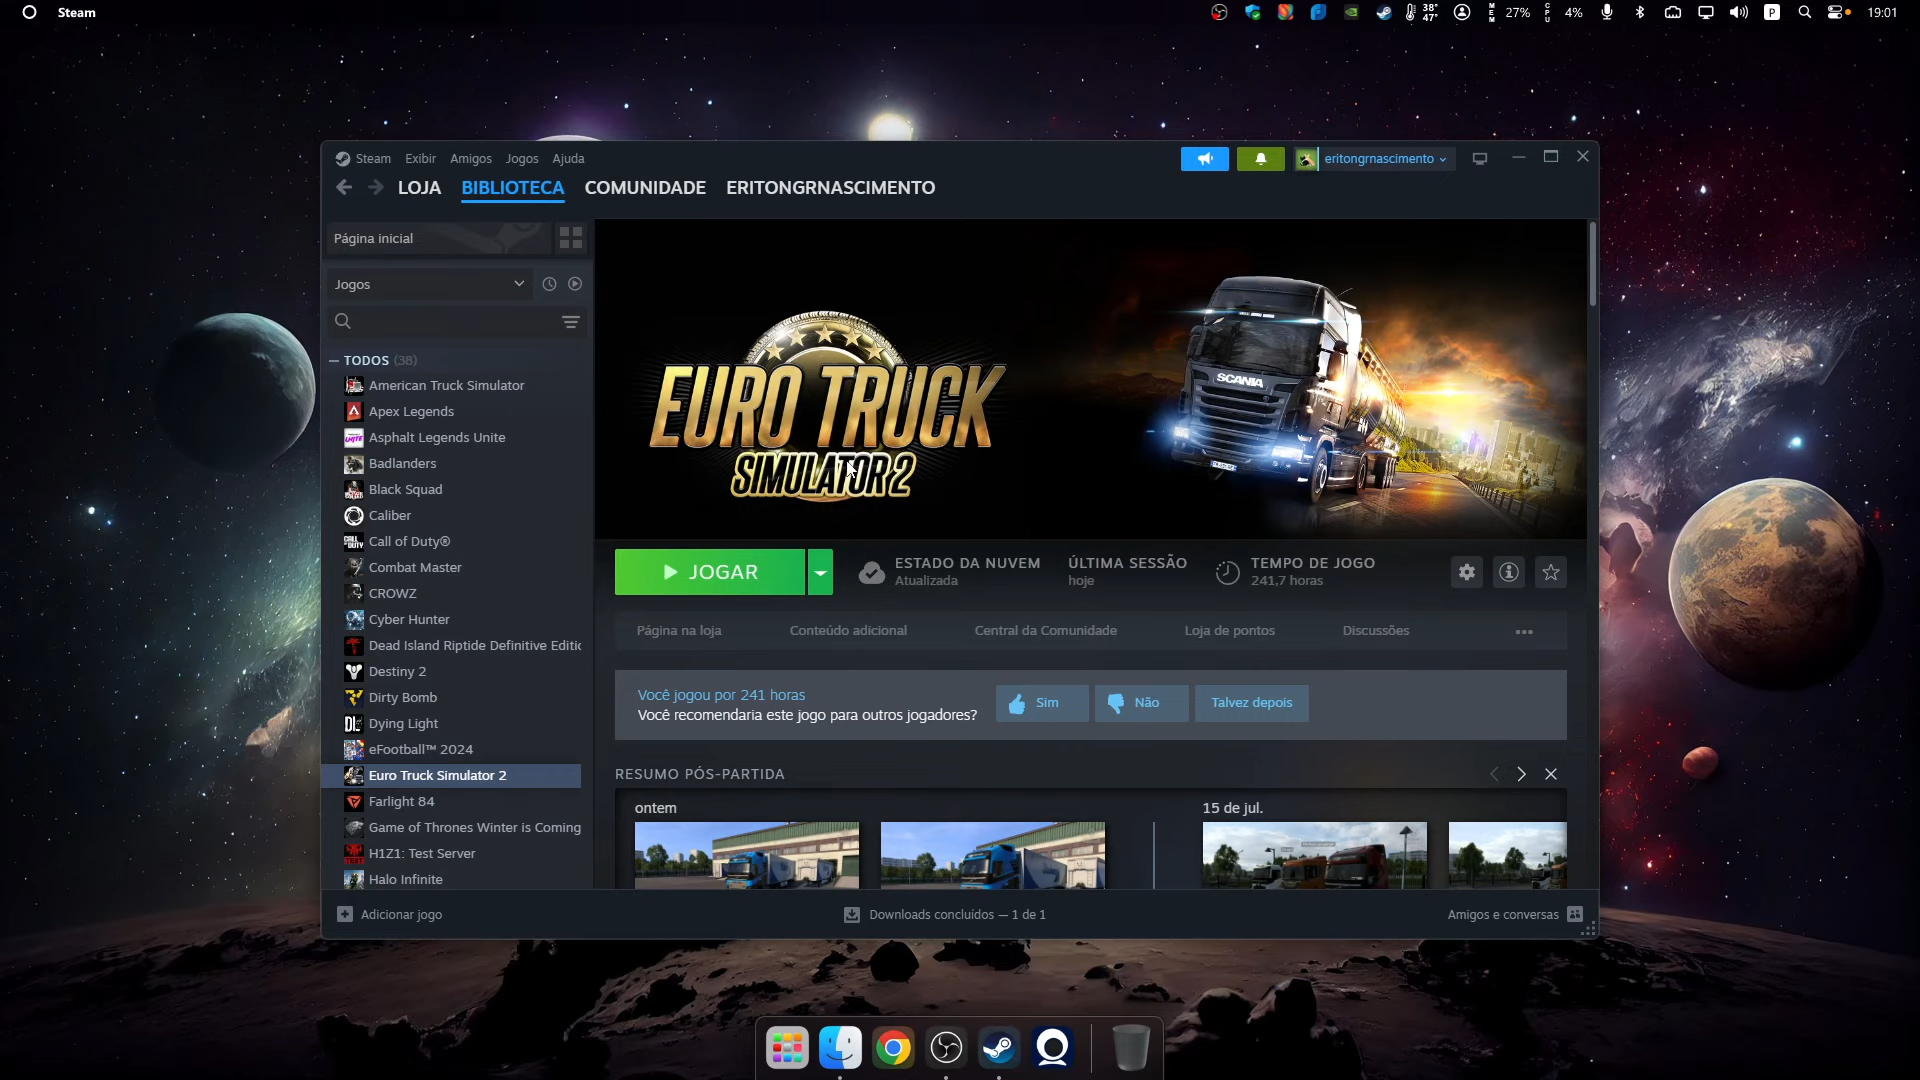 Steam
38°
47°
MEM
27%
CPU
4%
P
19:01
Steam Exibir Amigos Jogos Ajuda
eritongrnascimento
LOJA BIBLIOTECA COMUNIDADE ERITONGRNASCIMENTO
Página inicial
Jogos
TODOS (38)
American Truck Simulator
Apex Legends
Asphalt Legends Unite
Badlanders
Black Squad
Caliber
Call of Duty®
Combat Master
CROWZ
Cyber Hunter
Dead Island Riptide Definitive Editic
Destiny 2
Dirty Bomb
Dying Light
eFootball™ 2024
Euro Truck Simulator 2
Farlight 84
Game of Thrones Winter is Coming
H1Z1: Test Server
Halo Infinite
EURO TRUCK
SIMULATOR 2
SCANIA
JOGAR
ESTADO DA NUVEM
Atualizada
ÚLTIMA SESSÃO
hoje
TEMPO DE JOGO
241,7 horas
Página na loja Conteúdo adicional Central da Comunidade Loja de pontos Discussões
Você jogou por 241 horas
Você recomendaria este jogo para outros jogadores?
Sim Não Talvez depois
RESUMO PÓS-PARTIDA
ontem
15 de jul.
Adicionar jogo
Downloads concluídos — 1 de 1
Amigos e conversas